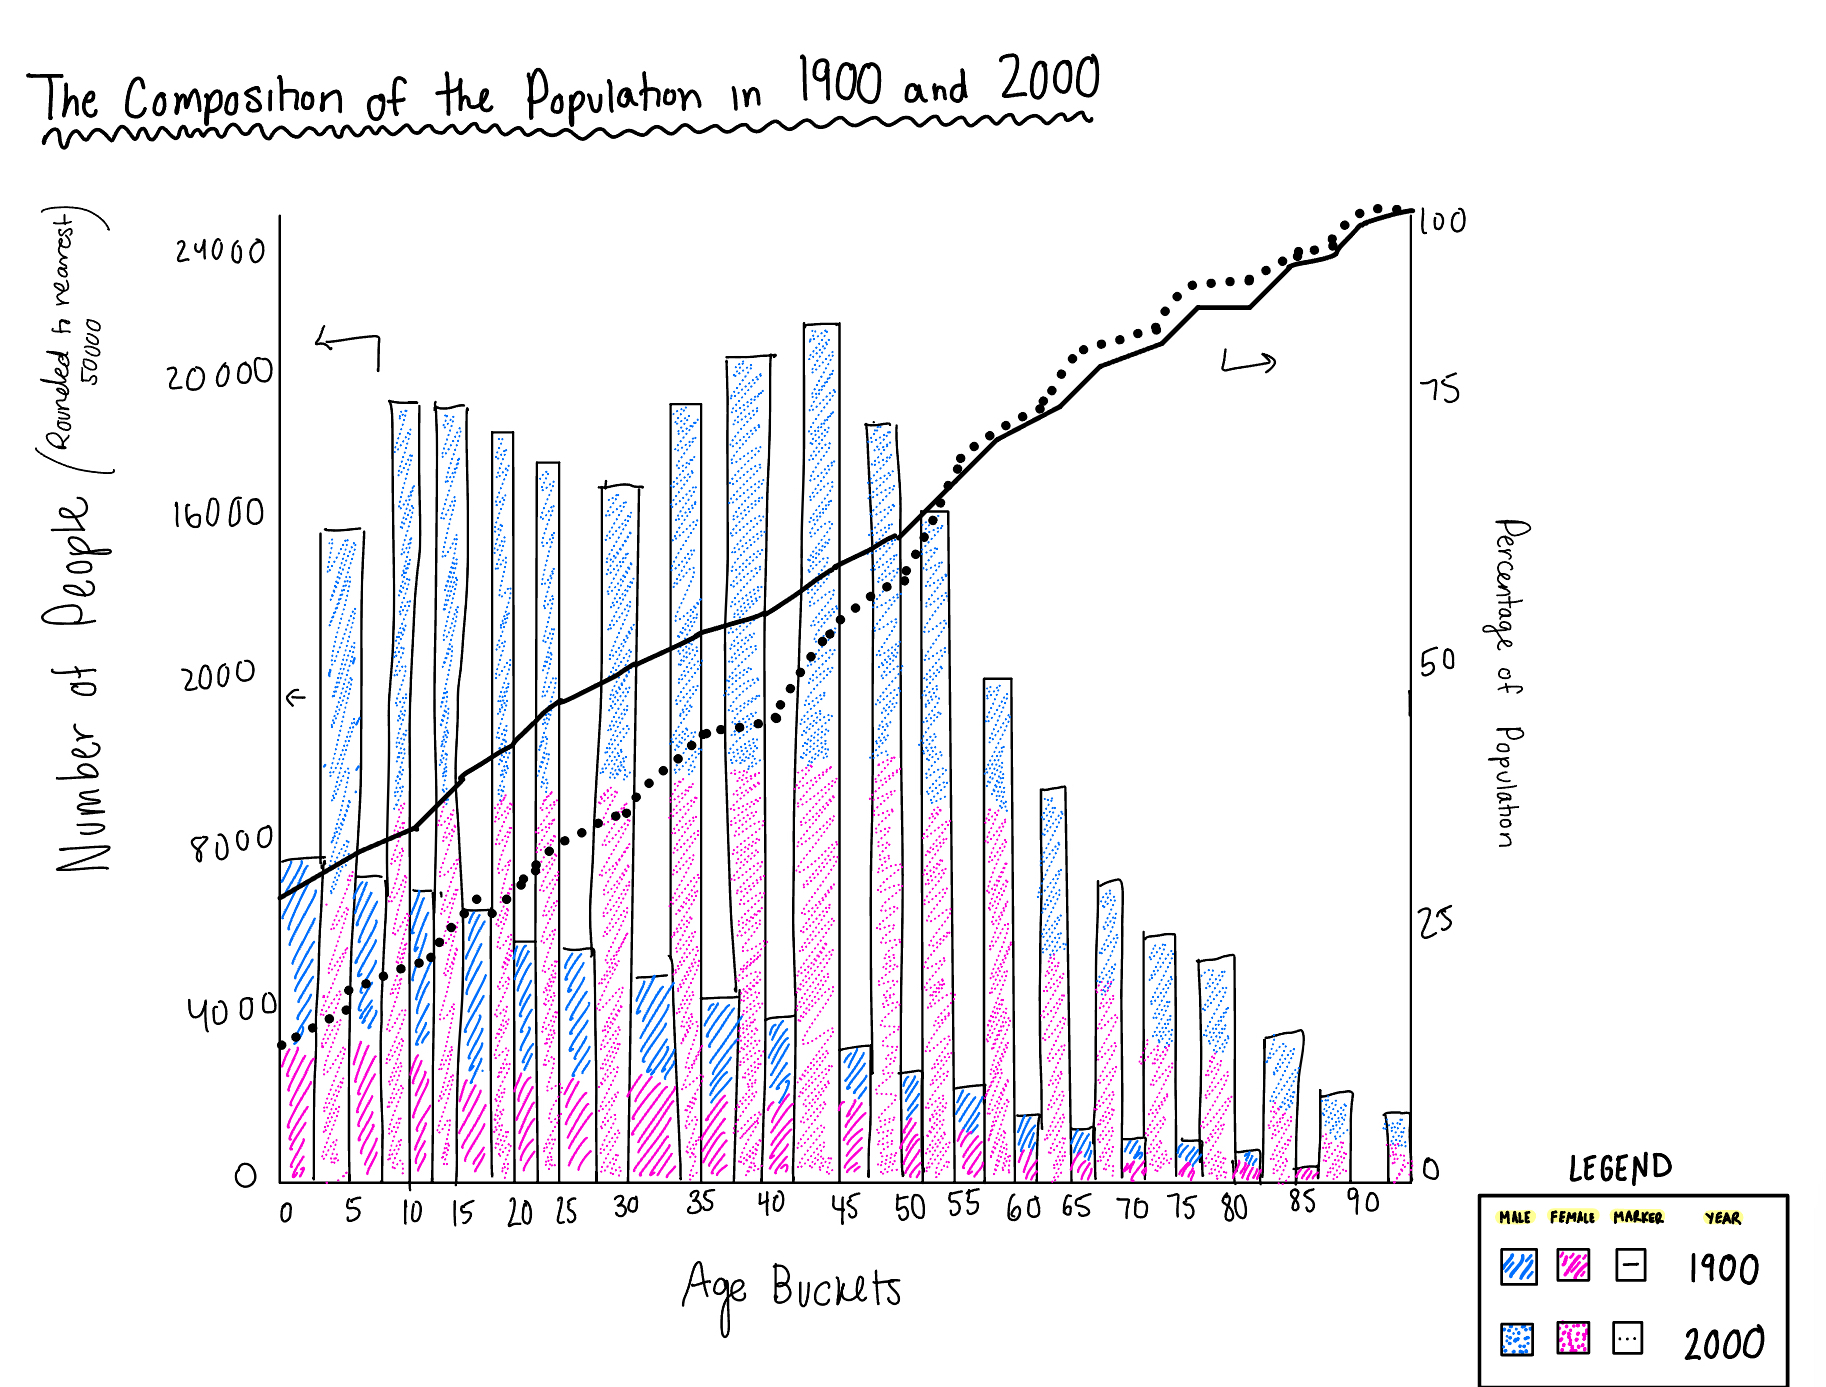 The Composition of the Population in 1900 and 2000
Number of People (Rounded to nearest
50000)
24000
20000
16000
2000
8000
4000
0
100
75
50
25
0
Percentage of Population
0 5 10 15 20 25 30 35 40 45 50 55 60 65 70 75 80 85 90
Age Buckets
LEGEND
MALE FEMALE MARKER YEAR
1900
2000